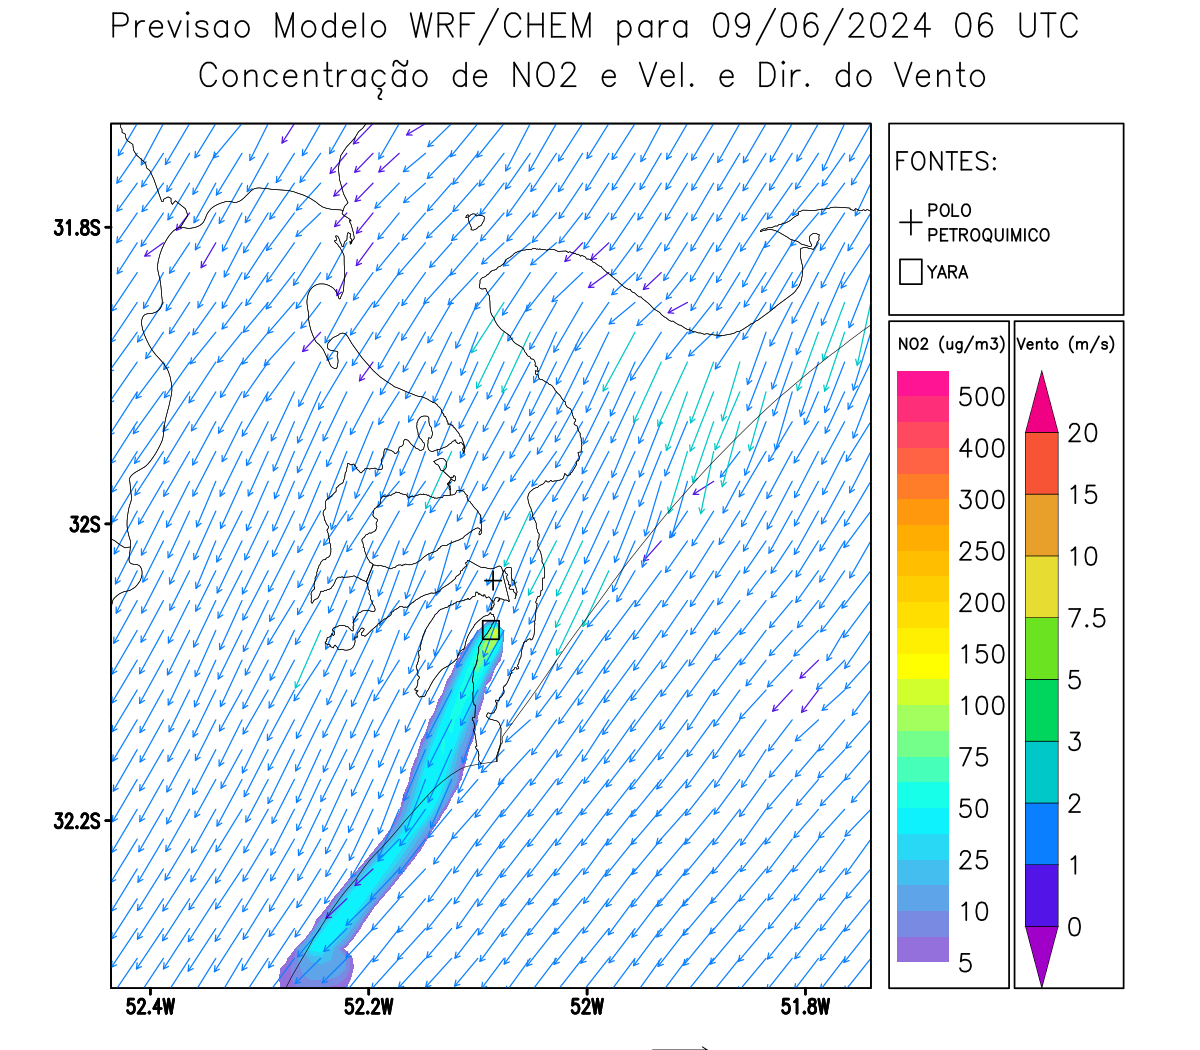 Previsao Modelo WRF/CHEM para 09/06/2024 06 UTC
Concentração de NO2 e Vel. e Dir. do Vento
FONTES:
POLO
PETROQUIMICO
YARA
NO2 (ug/m3)
500
400
300
250
200
150
100
75
50
25
10
5
Vento (m/s)
20
15
10
7.5
5
3
2
1
0
31.8S
32S
32.2S
52.4W
52.2W
52W
51.8W